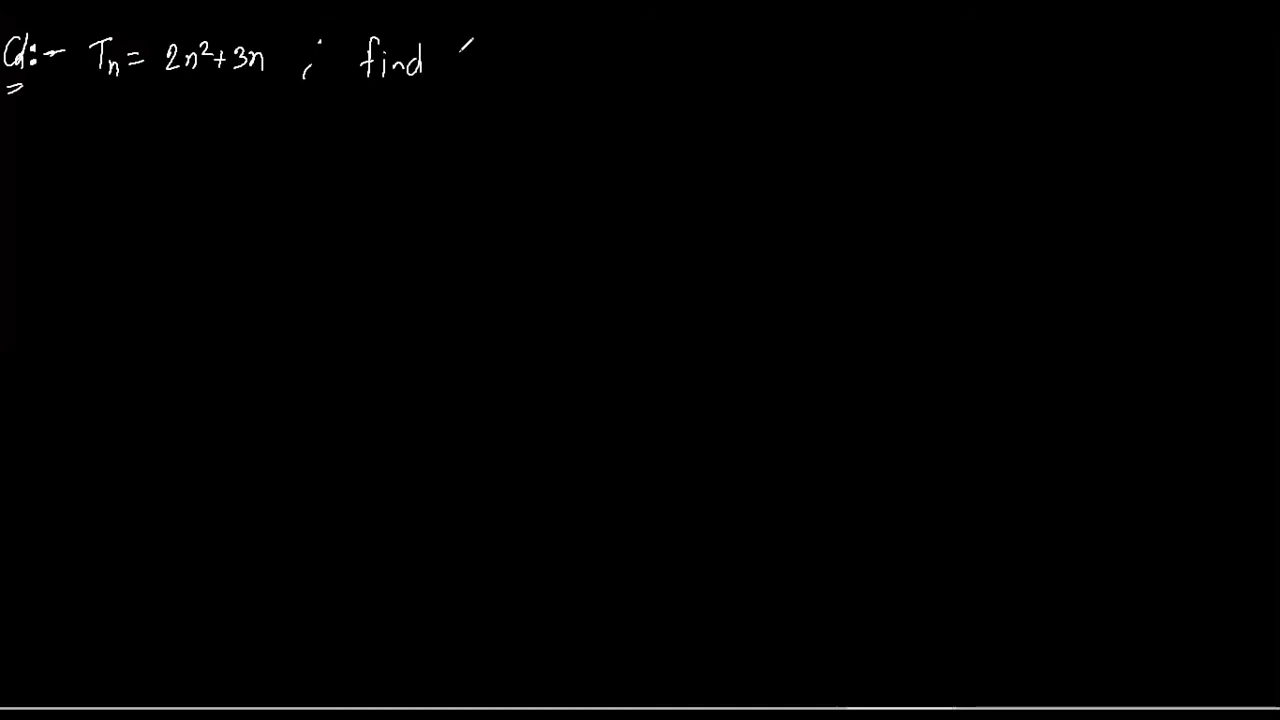 Q:- Tₙ = 2n² + 3n ; find